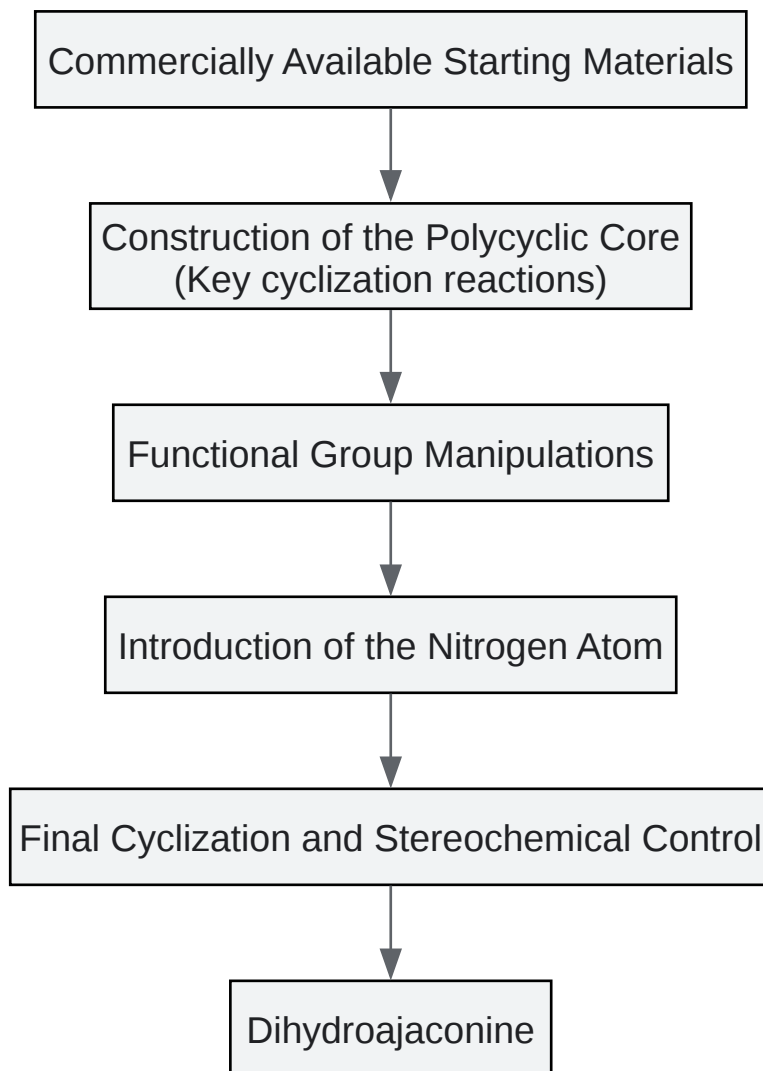 Commercially Available Starting Materials
Construction of the Polycyclic Core
(Key cyclization reactions)
Functional Group Manipulations
Introduction of the Nitrogen Atom
Final Cyclization and Stereochemical Control
Dihydroajaconine